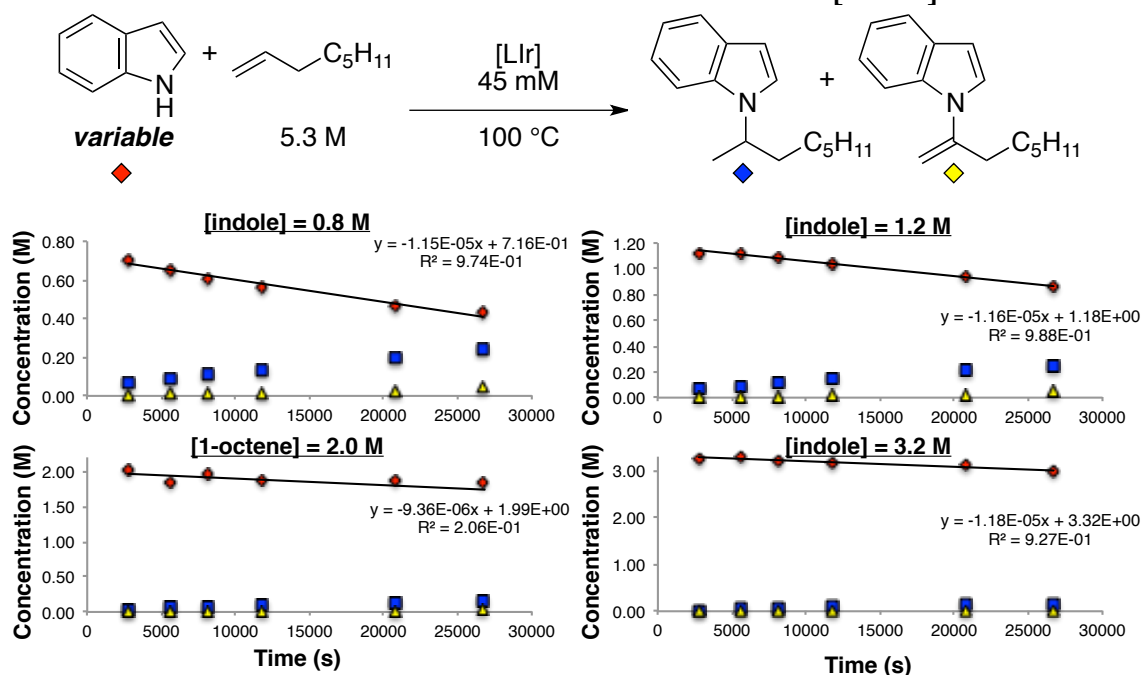 +
C5H11
N
H
variable
5.3 M
[LIr]
45 mM
100 °C
N
C5H11
+
N
C5H11
[indole] = 0.8 M
Concentration (M)
y = -1.15E-05x + 7.16E-01
R² = 9.74E-01
0.80
0.60
0.40
0.20
0.00
0 5000 10000 15000 20000 25000 30000
[indole] = 1.2 M
Concentration (M)
y = -1.16E-05x + 1.18E+00
R² = 9.88E-01
1.20
1.00
0.80
0.60
0.40
0.20
0.00
0 5000 10000 15000 20000 25000 30000
[1-octene] = 2.0 M
Concentration (M)
y = -9.36E-06x + 1.99E+00
R² = 2.06E-01
2.00
1.50
1.00
0.50
0.00
0 5000 10000 15000 20000 25000 30000
Time (s)
[indole] = 3.2 M
Concentration (M)
y = -1.18E-05x + 3.32E+00
R² = 9.27E-01
3.00
2.00
1.00
0.00
0 5000 10000 15000 20000 25000 30000
Time (s)